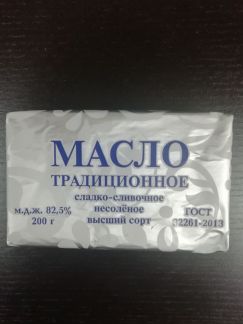 МАСЛО
ТРАДИЦИОННОЕ
сладко-сливочное
м.д.ж. 82,5% несолёное ГОСТ
200 г высший сорт 32261-2013